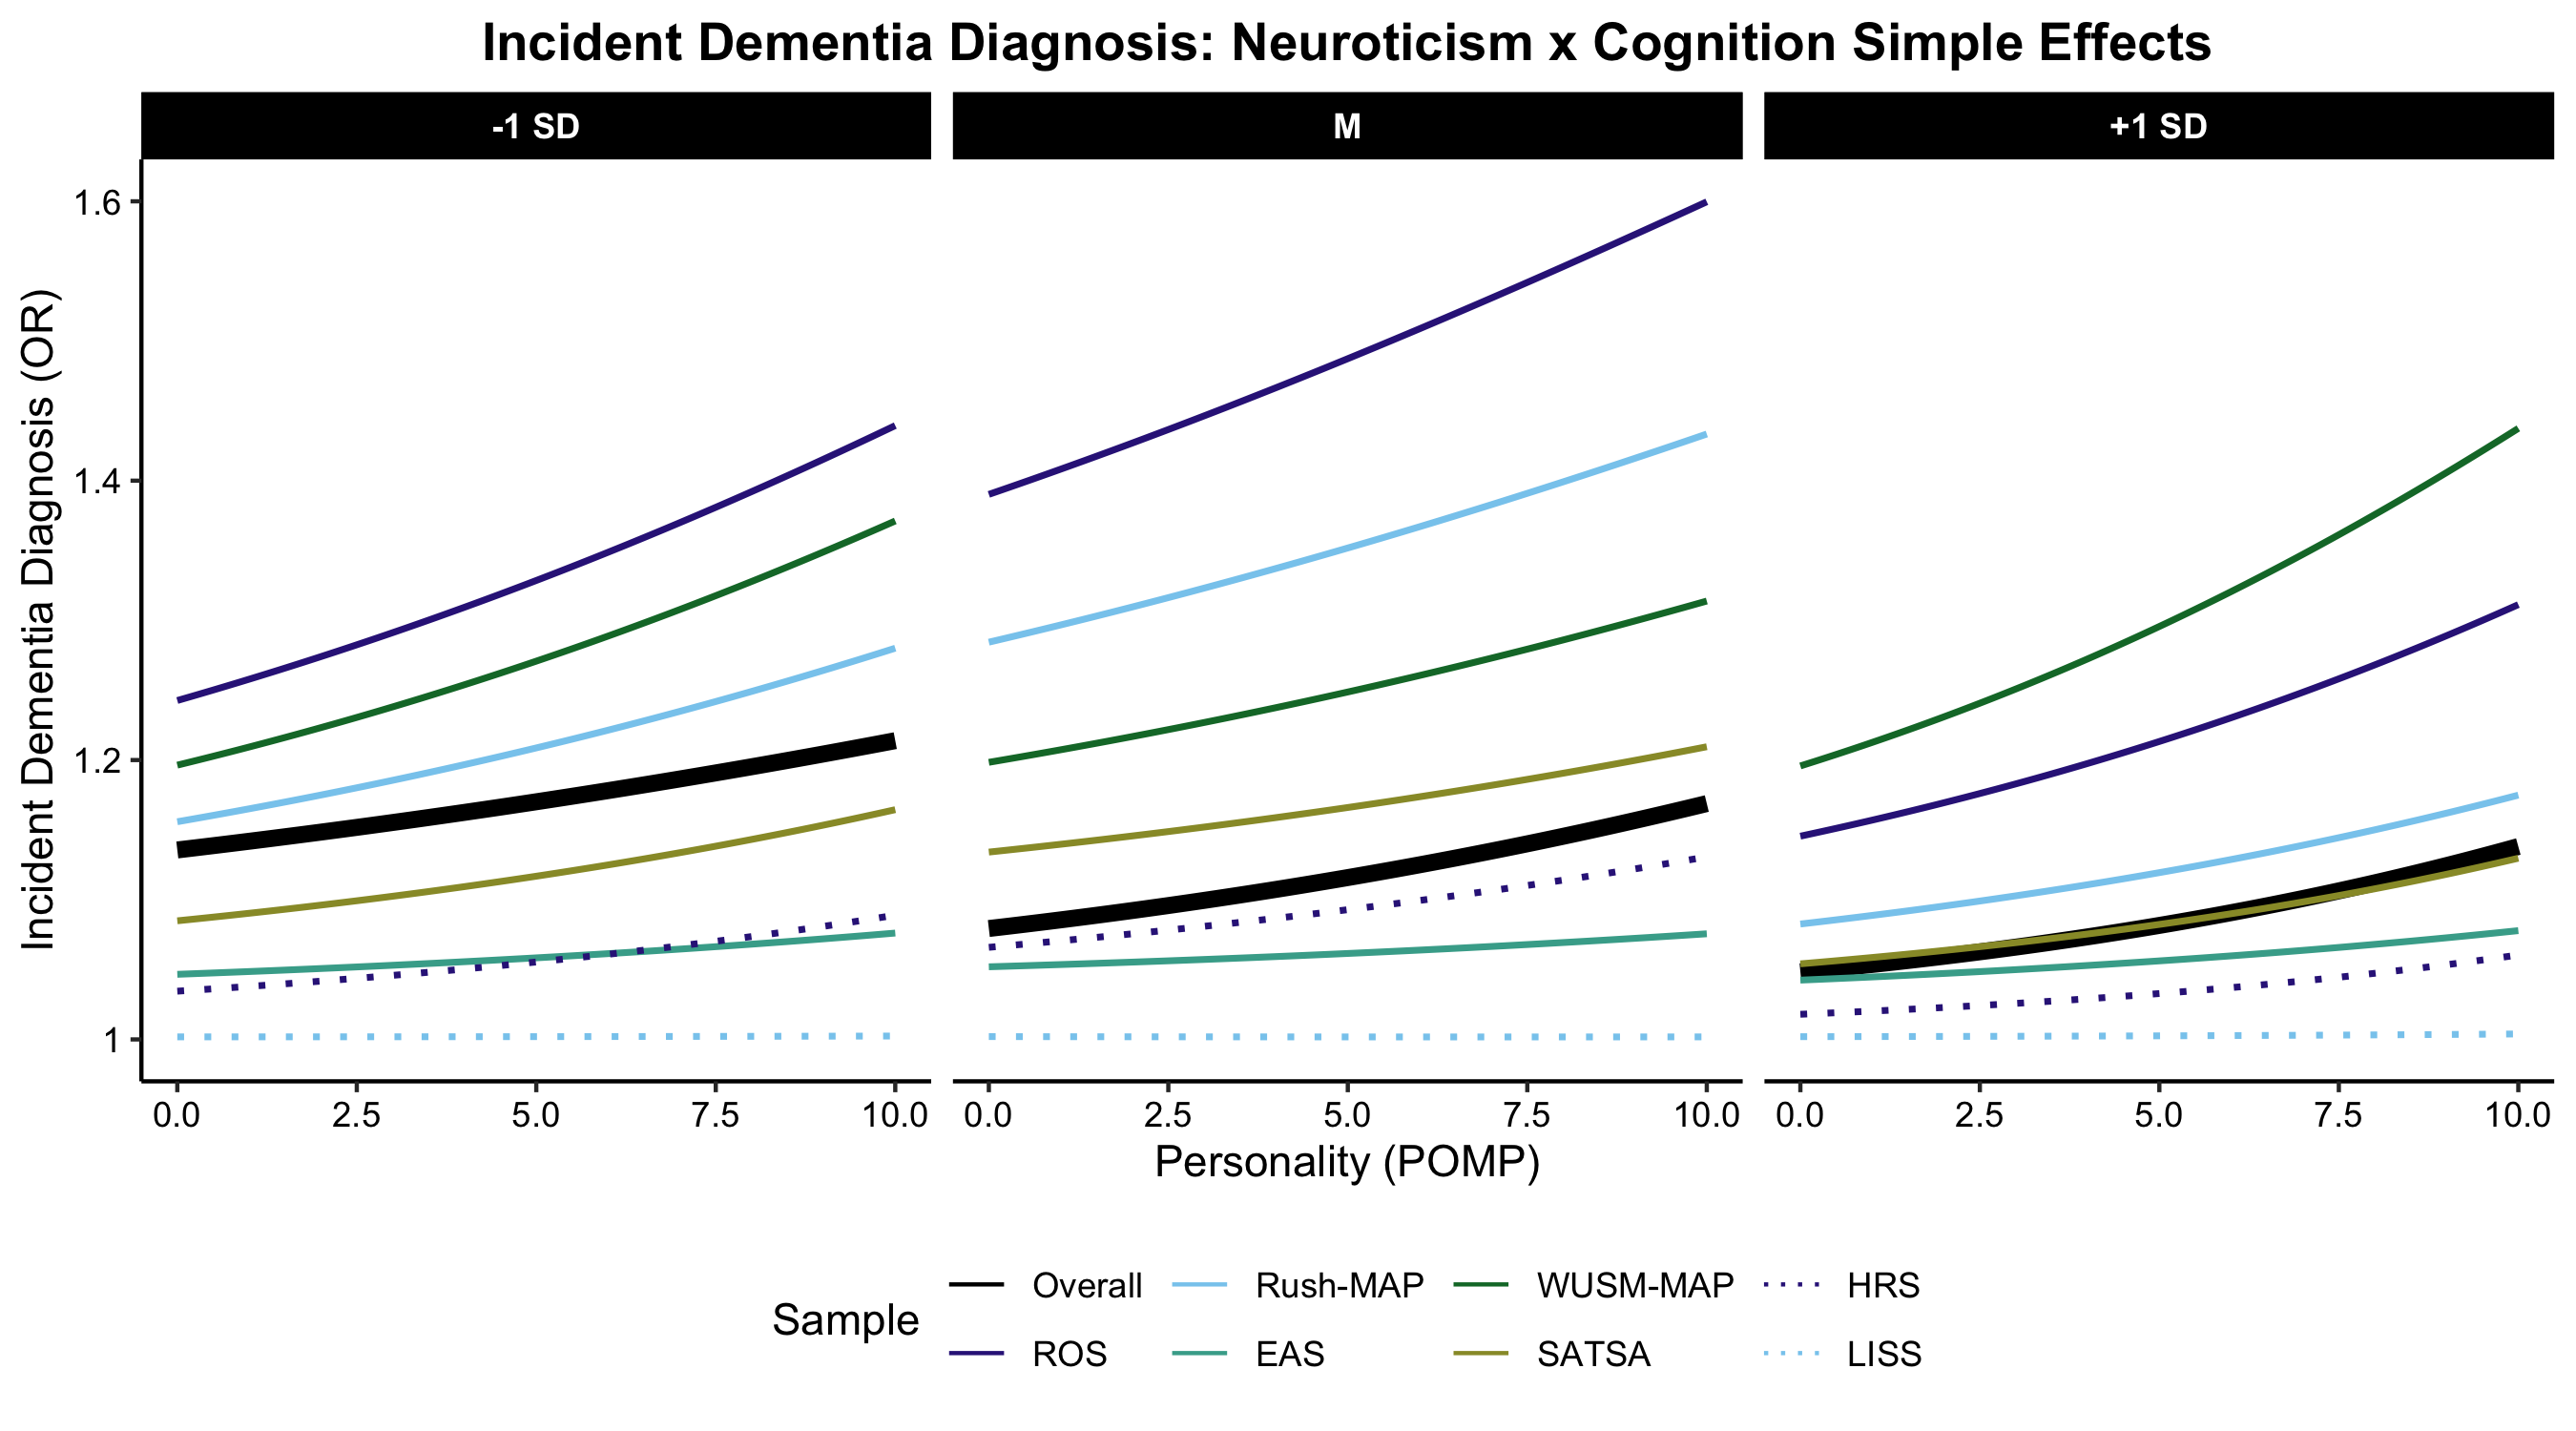 Incident Dementia Diagnosis: Neuroticism x Cognition Simple Effects
-1 SD
M
+1 SD
Incident Dementia Diagnosis (OR)
1.6
1.4
1.2
1
0.0 2.5 5.0 7.5 10.0
0.0 2.5 5.0 7.5 10.0
0.0 2.5 5.0 7.5 10.0
Personality (POMP)
Sample
Overall Rush-MAP WUSM-MAP HRS
ROS EAS SATSA LISS